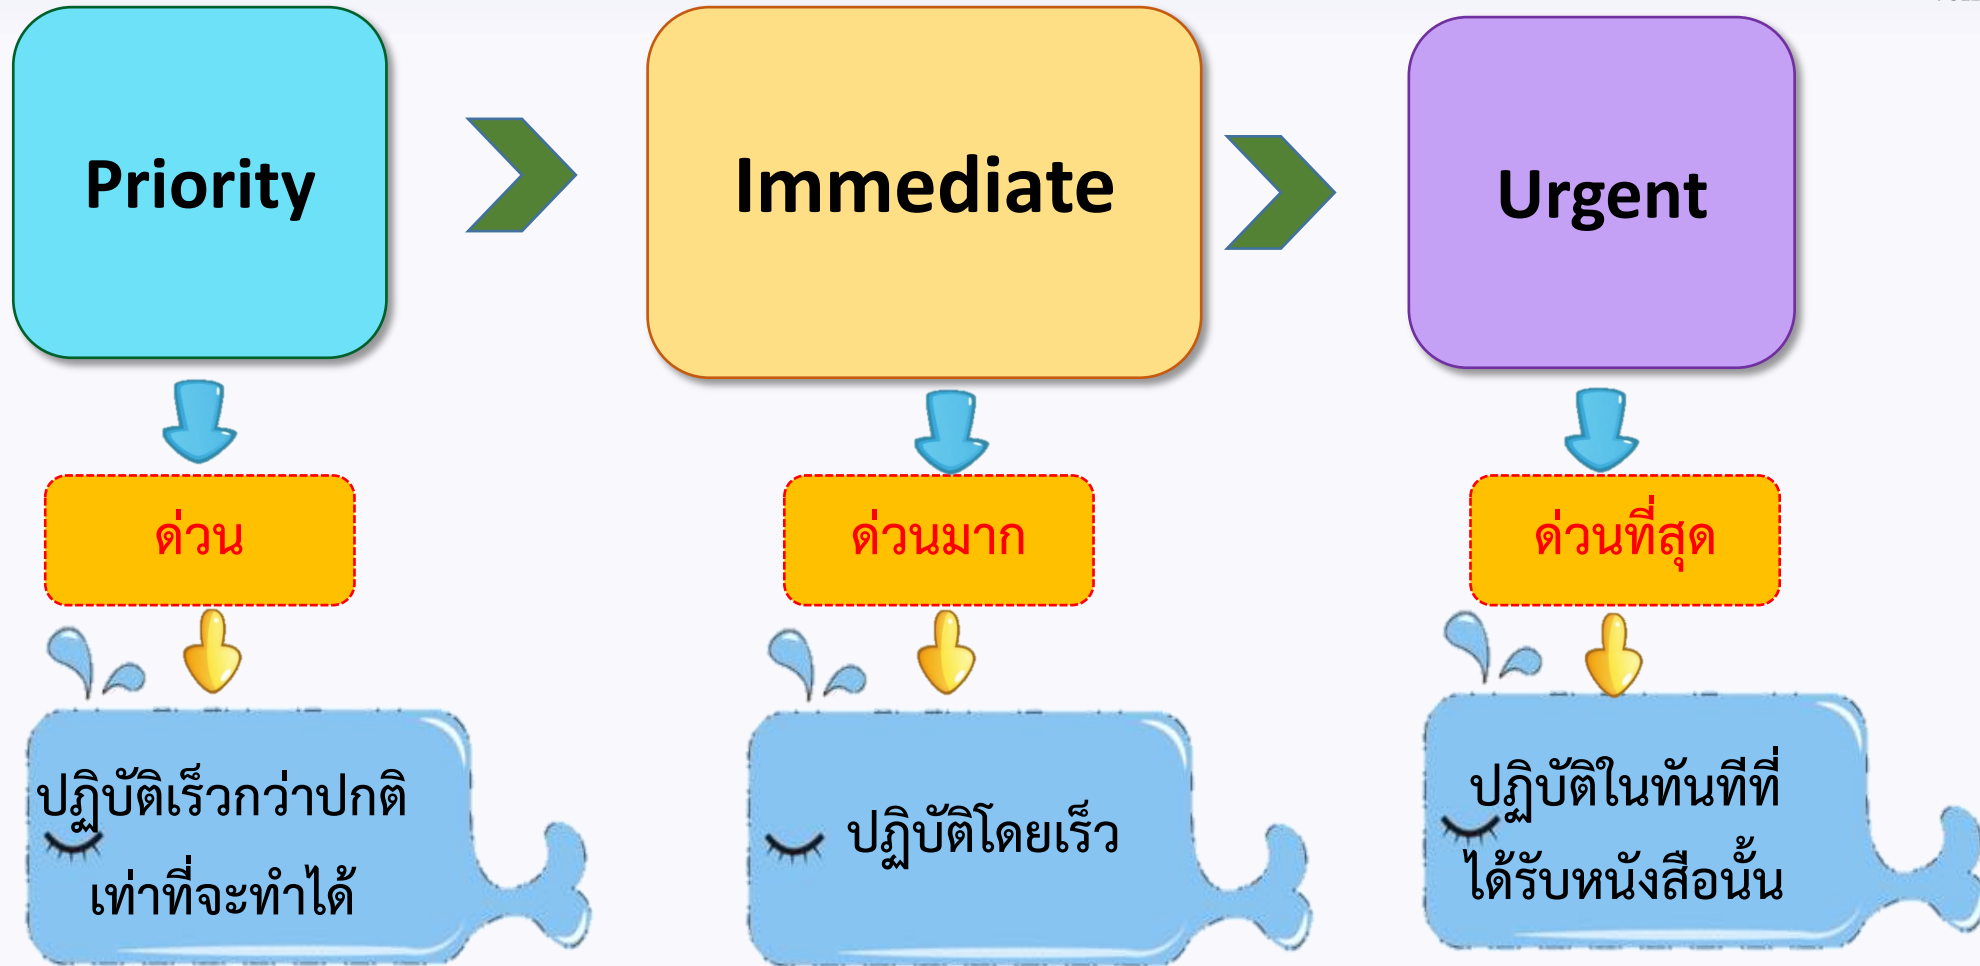 Priority
Immediate
Urgent
ด่วน
ด่วนมาก
ด่วนที่สุด
ปฏิบัติเร็วกว่าปกติ
เท่าที่จะทำได้
ปฏิบัติโดยเร็ว
ปฏิบัติในทันทีที่
ได้รับหนังสือนั้น